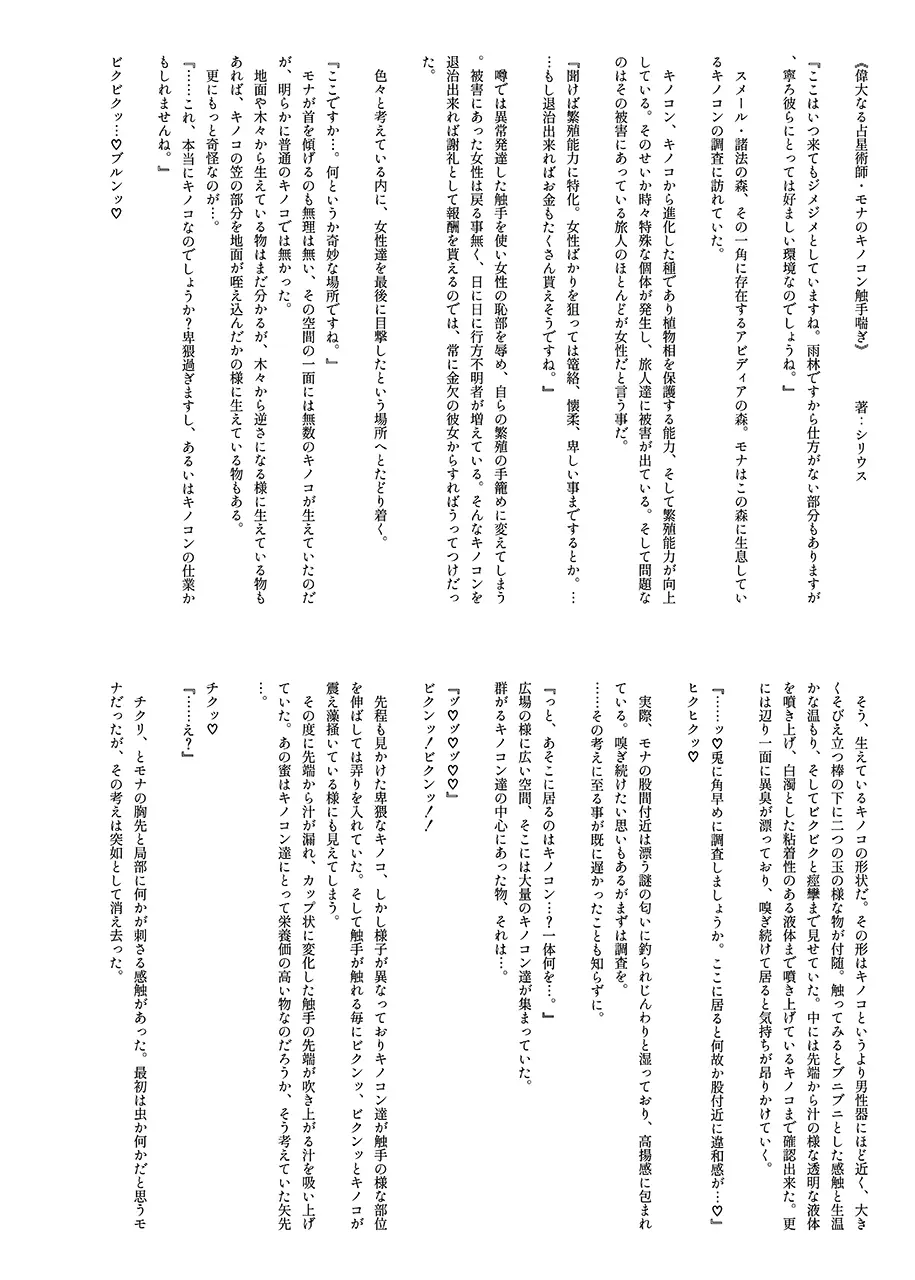 《偉大なる占星術師・モナのキノコン触手喘ぎ》　　著：シリウス
『ここはいつ来てもジメジメとしていますね。雨林ですから仕方がない部分もありますが
、寧ろ彼らにとっては好ましい環境なのでしょうね。』
スメール・諸法の森、その一角に存在するアビディアの森。モナはこの森に生息してい
るキノコンの調査に訪れていた。
キノコン、キノコから進化した種であり植物相を保護する能力、そして繁殖能力が向上
している。そのせいか時々特殊な個体が発生し、旅人達に被害が出ている。そして問題な
のはその被害にあっている旅人のほとんどが女性だと言う事だ。
『聞けば繁殖能力に特化。女性ばかりを狙っては篭絡、懐柔、卑しい事までするとか。…
…もし退治出来ればお金もたくさん貰えそうですね。』
噂では異常発達した触手を使い女性の恥部を辱め、自らの繁殖の手籠めに変えてしまう
。被害にあった女性は戻る事無く、日に日に行方不明者が増えている。そんなキノコンを
退治出来れば謝礼として報酬を貰えるのでは、常に金欠の彼女からすればうってつけだっ
た。
色々と考えている内に、女性達を最後に目撃したという場所へとたどり着く。
『ここですか…。何というか奇妙な場所ですね。』
モナが首を傾げるのも無理は無い、その空間の一面には無数のキノコが生えていたのだ
が、明らかに普通のキノコでは無かった。
地面や木々から生えている物はまだ分かるが、木々から逆さになる様に生えている物も
あれば、キノコの笠の部分を地面が咥え込んだかの様に生えている物もある。
更にもっと奇怪なのが…。
『……これ、本当にキノコなのでしょうか？卑猥過ぎますし、あるいはキノコンの仕業か
もしれませんね。』
ビクビクッ…♡ブルンッ♡
そう、生えているキノコの形状だ。その形はキノコというより男性器にほど近く、大き
くそびえ立つ棒の下に二つの玉の様な物が付随。触ってみるとブニブニとした感触と生温
かな温もり、そしてビクビクと痙攣まで見せていた。中には先端から汁の様な透明な液体
を噴き上げ、白濁とした粘着性のある液体まで噴き上げているキノコまで確認出来た。更
には辺り一面に異臭が漂っており、嗅ぎ続けて居ると気持ちが昂りかけていく。
『……ッ♡兎に角早めに調査しましょうか。ここに居ると何故か股付近に違和感が…♡』
ヒクヒクッ♡
実際、モナの股間付近は漂う謎の匂いに釣られじんわりと湿っており、高揚感に包まれ
ている。嗅ぎ続けたい思いもあるがまずは調査を。
……その考えに至る事が既に遅かったことも知らずに。
『っと、あそこに居るのはキノコン…？一体何を…。』
広場の様に広い空間、そこには大量のキノコン達が集まっていた。
群がるキノコン達の中心にあった物、それは…。
『ッ♡ッ♡ッ♡♡』
ビクンッ！ビクンッ！！
先程も見かけた卑猥なキノコ、しかし様子が異なっておりキノコン達が触手の様な部位
を伸ばしては弄りを入れていた。そして触手が触れる毎にビクンッ、ビクンッとキノコが
震え藻掻いている様にも見えてしまう。
その度に先端から汁が漏れ、カップ状に変化した触手の先端が吹き上がる汁を吸い上げ
ていた。あの蜜はキノコン達にとって栄養価の高い物なのだろうか、そう考えていた矢先
…。
チクッ♡
『……え？』
チクリ、とモナの胸先と局部に何かが刺さる感触があった。最初は虫か何かだと思うモ
ナだったが、その考えは突如として消え去った。